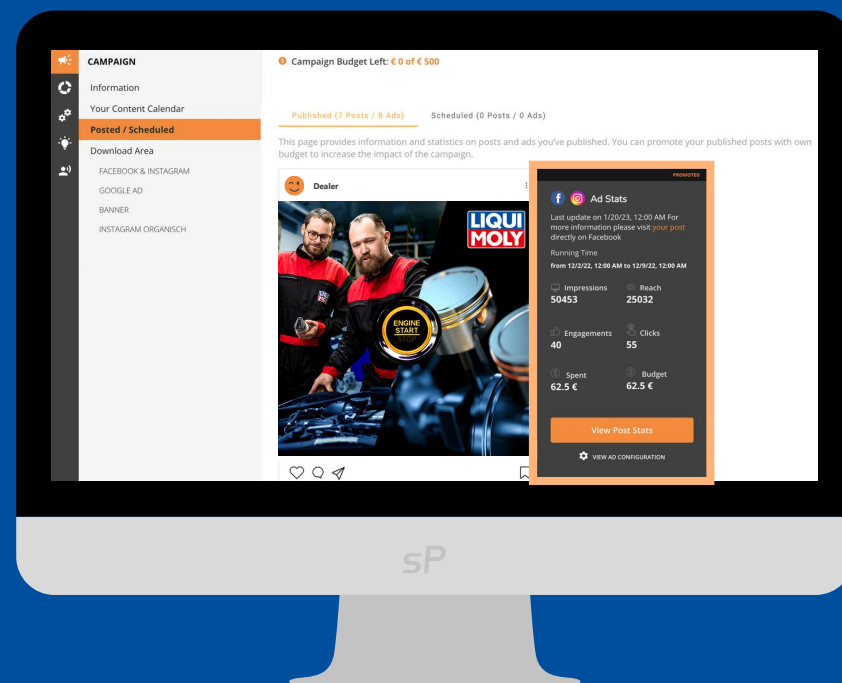 CAMPAIGN
Information
Your Content Calendar
Posted / Scheduled
Download Area
FACEBOOK & INSTAGRAM
GOOGLE AD
BANNER
INSTAGRAM ORGANISCH
Campaign Budget Left: € 0 of € 500
Published (7 Posts / 8 Ads)
Scheduled (0 Posts / 0 Ads)
This page provides information and statistics on posts and ads you've published. You can promote your published posts with own
budget to increase the impact of the campaign.
Dealer
LIQUI
MOLY
ENGINE
START
STOP
PROMOTED
Ad Stats
Last update on 1/20/23, 12:00 AM For
more information please visit your post
directly on Facebook
Running Time
from 12/2/22, 12:00 AM to 12/9/22, 12:00 AM
Impressions
50453
Reach
25032
Engagements
40
Clicks
55
Spent
62.5 €
Budget
62.5 €
View Post Stats
VIEW AD CONFIGURATION
sP